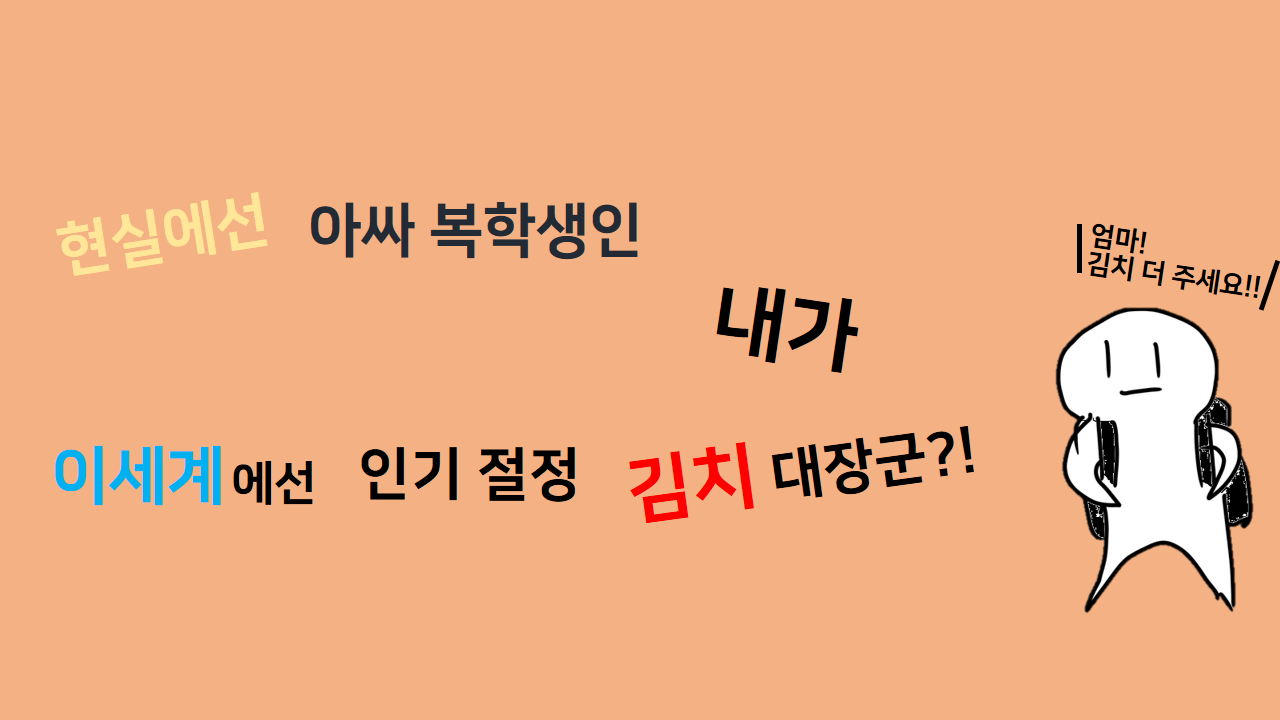 현실에선 아싸 복학생인
내가
이세계에선 인기 절정 김치 대장군?!
엄마!
김치 더 주세요!!